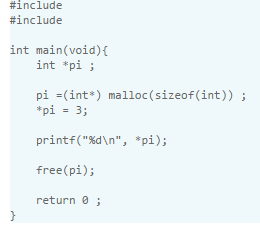 #include
#include
int main(void){
    int *pi ;
    pi =(int*) malloc(sizeof(int)) ;
    *pi = 3;
    printf("%d\n", *pi);
    free(pi);
    return 0 ;
}